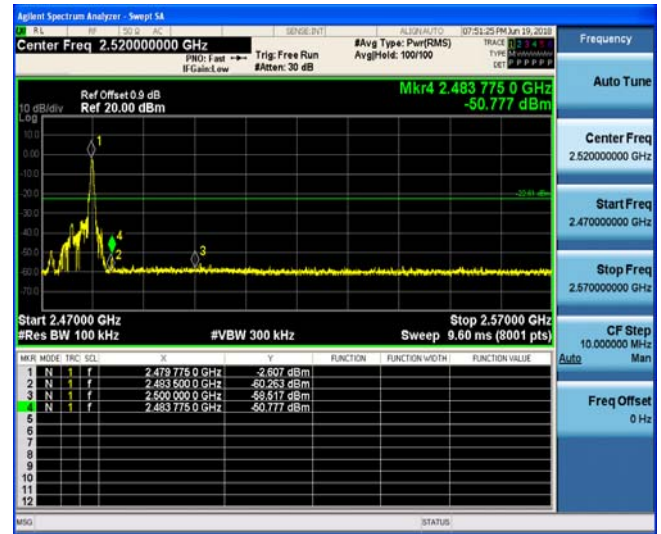 Agilent Spectrum Analyzer - Swept SA
RL RF 50 Ω AC SENSE:INT ALIGN AUTO 07:51:25 PM Jun 19, 2018
Center Freq 2.520000000 GHz
PNO: Fast
IFGain:Low
Trig: Free Run
#Atten: 30 dB
#Avg Type: Pwr(RMS)
Avg|Hold: 100/100
TRACE 1 2 3 4 5 6
TYPE
DET P P P P P P
Frequency
Ref Offset 0.9 dB
10 dB/div Ref 20.00 dBm
Log
Mkr4 2.483 775 0 GHz
-50.777 dBm
10.0
0.00
-10.0
-20.0
-30.0
-40.0
-50.0
-60.0
-70.0
1
4
2
3
Start 2.47000 GHz Stop 2.57000 GHz
#Res BW 100 kHz #VBW 300 kHz Sweep 9.60 ms (8001 pts)
MKR MODE TRC SCL X Y FUNCTION FUNCTION WIDTH FUNCTION VALUE
1 N 1 f 2.479 775 0 GHz -2.607 dBm
2 N 1 f 2.483 500 0 GHz -60.263 dBm
3 N 1 f 2.500 000 0 GHz -58.517 dBm
4 N 1 f 2.483 775 0 GHz -50.777 dBm
5
6
7
8
9
10
11
12
MSG STATUS
Auto Tune
Center Freq
2.520000000 GHz
Start Freq
2.470000000 GHz
Stop Freq
2.570000000 GHz
CF Step
10.000000 MHz
Auto Man
Freq Offset
0 Hz